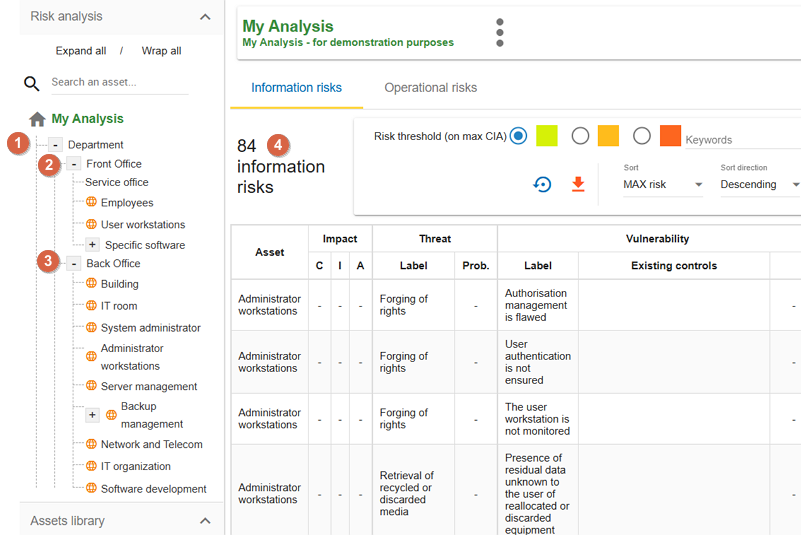 Risk analysis
Expand all / Wrap all
Search an asset...
My Analysis
1
- Department
2
- Front Office
Service office
Employees
User workstations
+ Specific software
3
- Back Office
Building
IT room
System administrator
Administrator
workstations
Server management
+ Backup
management
Network and Telecom
IT organization
Software development
Assets library
My Analysis
My Analysis - for demonstration purposes
Information risks Operational risks
84 4
information
risks
Risk threshold (on max CIA)
Keywords
Sort Sort direction
MAX risk Descending
Asset Impact Threat Vulnerability
C I A Label Prob. Label Existing controls
Administrator
workstations
- - -
Forging of
rights
-
Authorisation
management
is flawed
-
Administrator
workstations
- - -
Forging of
rights
-
User
authentication
is not
ensured
-
Administrator
workstations
- - -
Forging of
rights
-
The user
workstation is
not monitored
-
Administrator
workstations
- - -
Retrieval of
recycled or
discarded
media
-
Presence of
residual data
unknown to
the user of
reallocated or
discarded
equipment
-